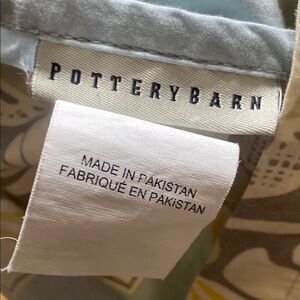 POTTERYBARN
MADE IN PAKISTAN
FABRIQUÉ EN PAKISTAN